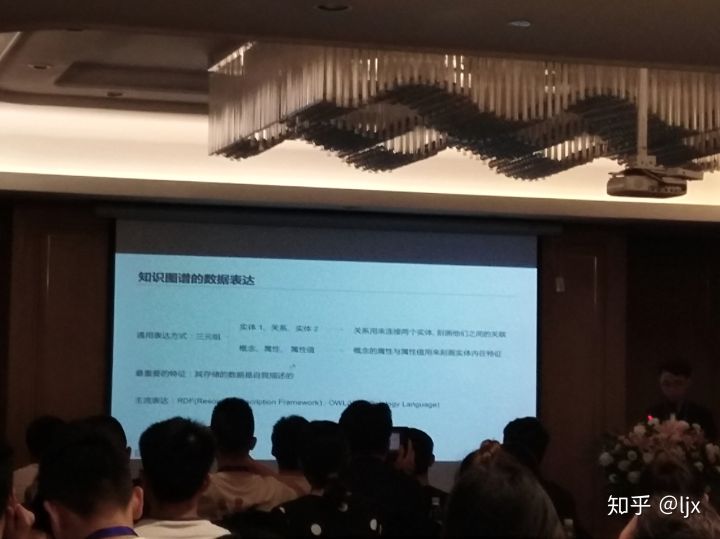 知识图谱的数据表达
实体 1、关系、实体 2 关系用来连接两个实体, 刻画他们之间的关联
通用表达方式：三元组
概念、属性、属性值 概念的属性与属性值用来刻画实体内在特征
最重要的特征：其存储的数据是自我描述的
主流表达：RDF( cription Framework)；OWL( Language)
知乎 @ljx